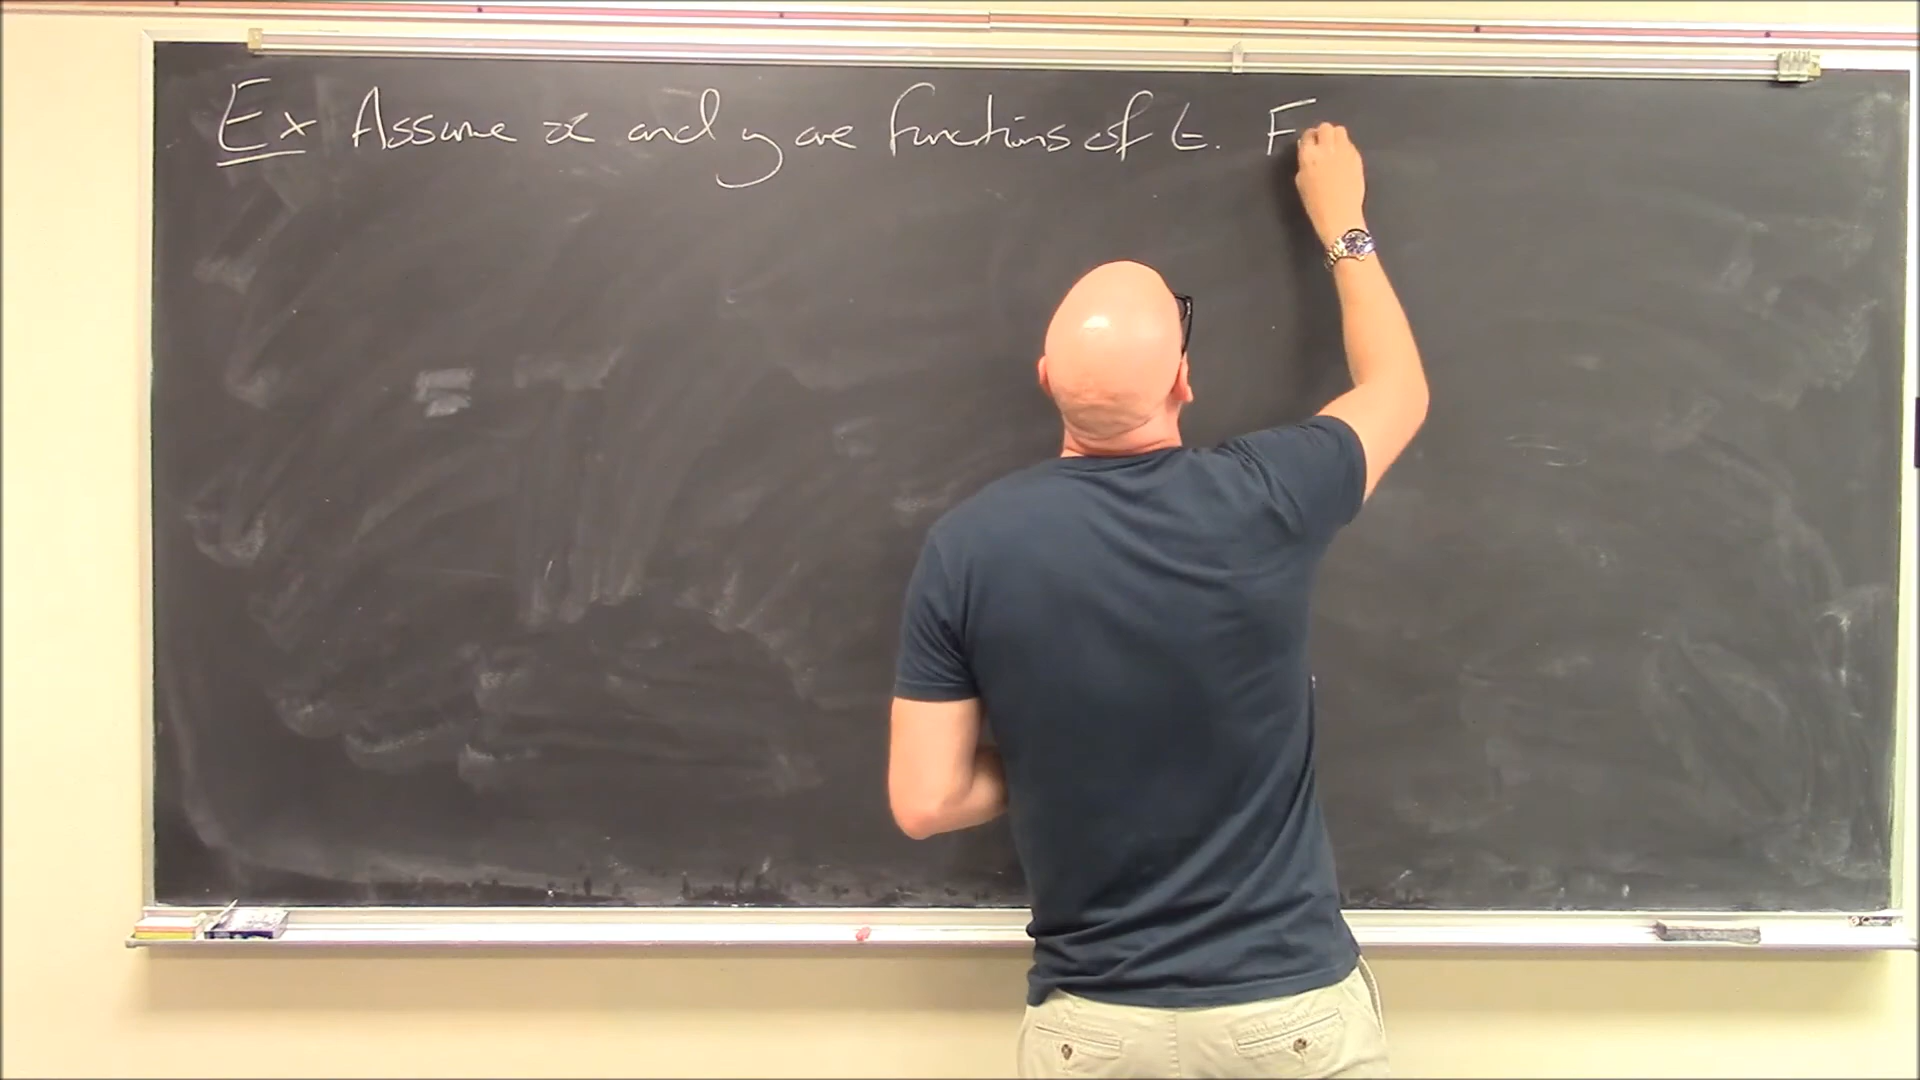 Ex Assume x and y are functions of t. F